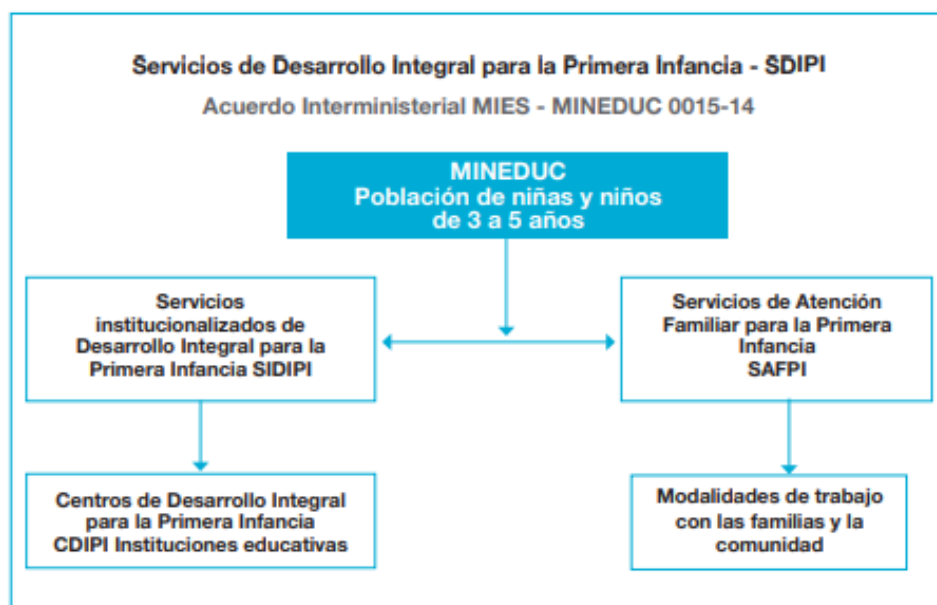 Servicios de Desarrollo Integral para la Primera Infancia - SDIPI
Acuerdo Interministerial MIES - MINEDUC 0015-14
MINEDUC
Población de niñas y niños
de 3 a 5 años
Servicios
institucionalizados de
Desarrollo Integral para la
Primera Infancia SIDIPI
Servicios de Atención
Familiar para la Primera
Infancia
SAFPI
Centros de Desarrollo Integral
para la Primera Infancia
CDIPI Instituciones educativas
Modalidades de trabajo
con las familias y la
comunidad